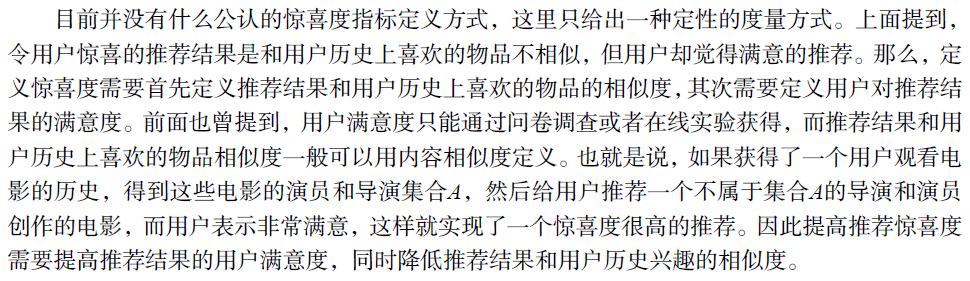 目前并没有什么公认的惊喜度指标定义方式，这里只给出一种定性的度量方式。上面提到，
令用户惊喜的推荐结果是和用户历史上喜欢的物品不相似，但用户却觉得满意的推荐。那么，定
义惊喜度需要首先定义推荐结果和用户历史上喜欢的物品的相似度，其次需要定义用户对推荐结
果的满意度。前面也曾提到，用户满意度只能通过问卷调查或者在线实验获得，而推荐结果和用
户历史上喜欢的物品相似度一般可以用内容相似度定义。也就是说，如果获得了一个用户观看电
影的历史，得到这些电影的演员和导演集合A，然后给用户推荐一个不属于集合A的导演和演员
创作的电影，而用户表示非常满意，这样就实现了一个惊喜度很高的推荐。因此提高推荐惊喜度
需要提高推荐结果的用户满意度，同时降低推荐结果和用户历史兴趣的相似度。